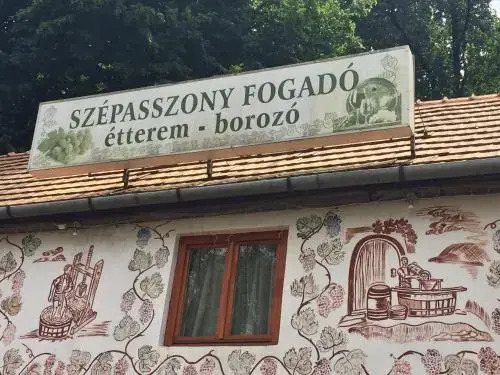 SZÉPASSZONY FOGADÓ
étterem - borozó